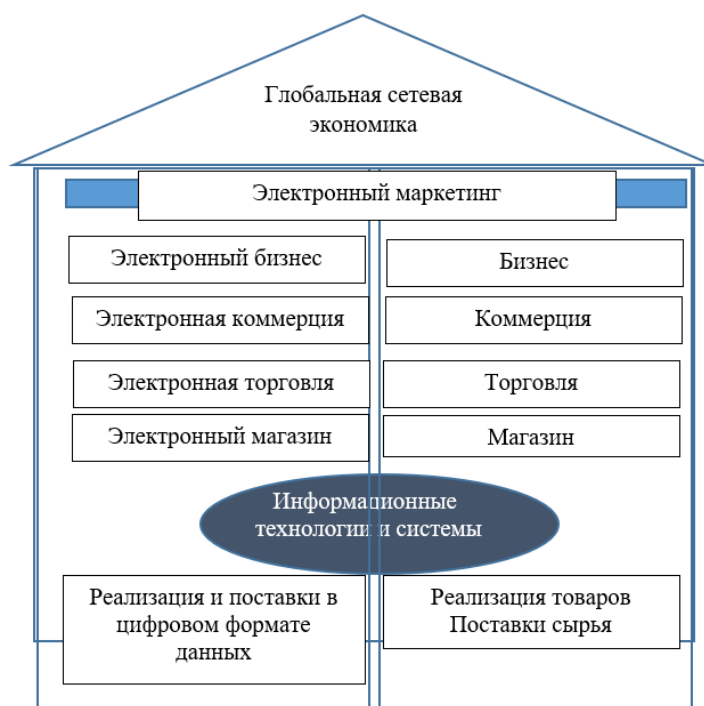 Глобальная сетевая
экономика
Электронный маркетинг
Электронный бизнес
Бизнес
Электронная коммерция
Коммерция
Электронная торговля
Торговля
Электронный магазин
Магазин
Информационные
технологии и системы
Реализация и поставки в
цифровом формате
данных
Реализация товаров
Поставки сырья